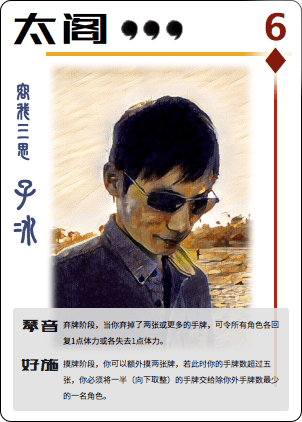 太阁
6
容我三思
子冰
琴音 弃牌阶段，当你弃掉了两张或更多的手牌，可令所有角色各回
复1点体力或各失去1点体力。
好施 摸牌阶段，你可以额外摸两张牌，若此时你的手牌数超过五
张，你必须将一半（向下取整）的手牌交给除你外手牌数最少
的一名角色。